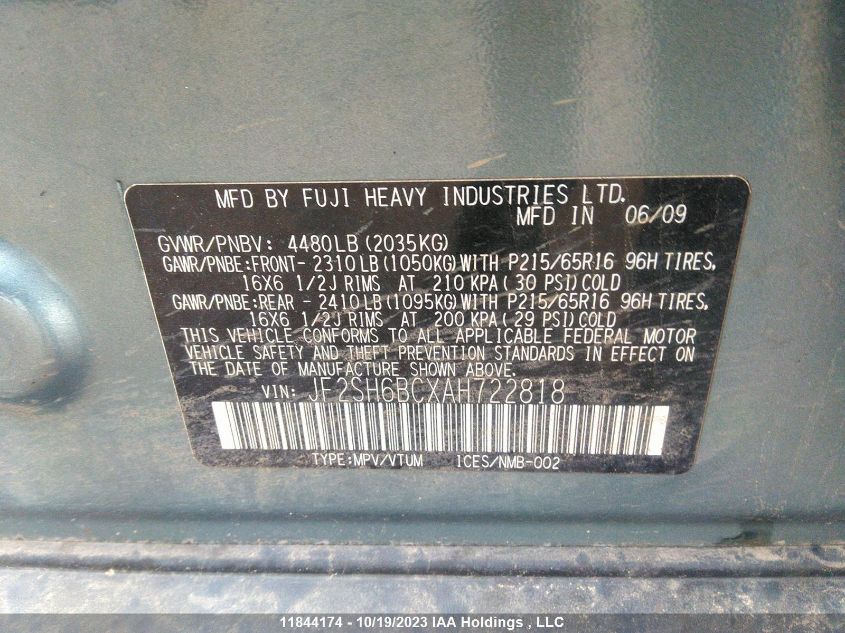 MFD BY FUJI HEAVY INDUSTRIES LTD.
MFD IN 06/09
GVWR/PNBV: 4480LB (2035KG)
GAWR/PNBE:FRONT- 2310LB (1050KG) WITH P215/65R16 96H TIRES,
16X6 1/2J RIMS AT 210 KPA ( 30 PSI) COLD
GAWR/PNBE:REAR - 2410LB (1095KG) WITH P215/65R16 96H TIRES,
16X6 1/2J RIMS AT 200 KPA ( 29 PSI) COLD
THIS VEHICLE CONFORMS TO ALL APPLICABLE FEDERAL MOTOR
VEHICLE SAFETY AND THEFT PREVENTION STANDARDS IN EFFECT ON
THE DATE OF MANUFACTURE SHOWN ABOVE.
VIN: JF2SH6BCXAH722818
TYPE:MPV/VTUM ICES/NMB-002
11844174 - 10/19/2023 IAA Holdings , LLC